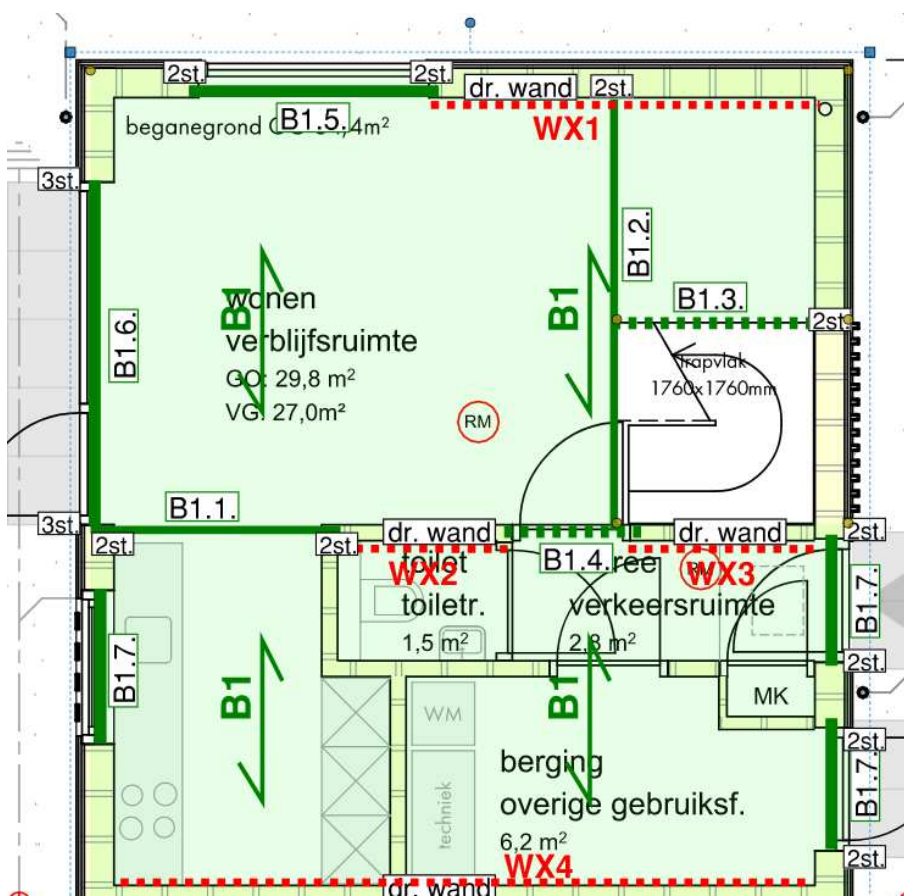 2st.
2st.
dr. wand
2st.
beganegrond
B1.5.
,4m²
WX1
3st.
B1.2.
B1
B1
B1.3.
2st.
wonen
verblijfsruimte
GO: 29,8 m²
VG: 27,0m²
B1.6.
Trapvlak
1760x1760mm
RM
B1.1.
3st.
2st.
2st.
dr. wand
dr. wand
2st.
B1.4.
toilet
WX2
ree
RM
WX3
toiletr.
verkeersruimte
1,5 m²
2,8 m²
B1.7.
2st.
B1.7.
B1
B1
MK
WM
2st.
berging
overige gebruiksf.
6,2 m²
techniek
B1.7.
2st.
WX4
dr. wand